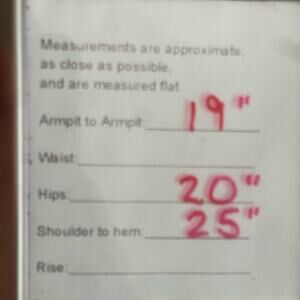 Measurements are approximate,
as close as possible,
and are measured flat.
Armpit to Armpit: 19"
Waist:
Hips: 20"
Shoulder to hem: 25"
Rise: